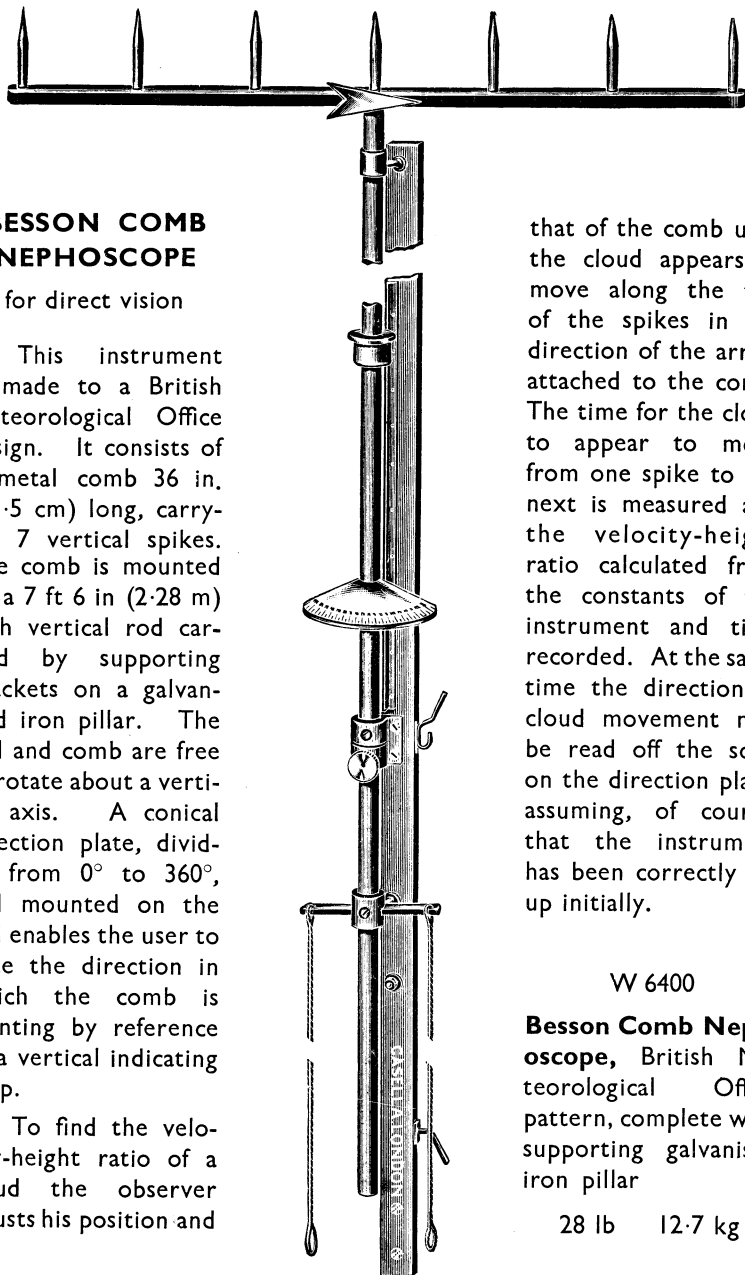 BESSON COMB
NEPHOSCOPE
for direct vision
This instrument
made to a British
teorological Office
sign. It consists of
metal comb 36 in.
·5 cm) long, carry-
7 vertical spikes.
e comb is mounted
a 7 ft 6 in (2·28 m)
h vertical rod car-
d by supporting
ackets on a galvan-
d iron pillar. The
and comb are free
rotate about a verti-
axis. A conical
ection plate, divid-
from 0° to 360°,
mounted on the
enables the user to
e the direction in
ich the comb is
nting by reference
a vertical indicating
p.
To find the velo-
-height ratio of a
ud the observer
usts his position and
CASELLA LONDON
that of the comb u
the cloud appears
move along the
of the spikes in
direction of the arr
attached to the co
The time for the clo
to appear to m
from one spike to
next is measured a
the velocity-heig
ratio calculated fr
the constants of
instrument and ti
recorded. At the sa
time the direction
cloud movement
be read off the sc
on the direction pla
assuming, of cour
that the instrum
has been correctly
up initially.
W 6400
Besson Comb Nep
oscope, British
teorological Off
pattern, complete w
supporting galvanis
iron pillar
28 lb 12·7 kg